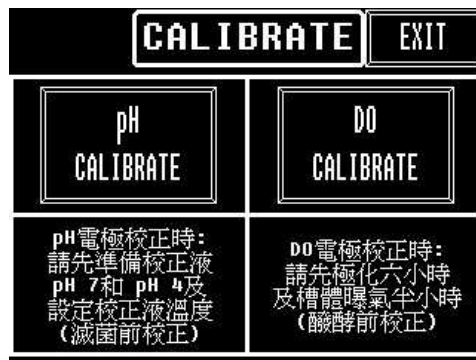 CALIBRATE
EXIT
pH
CALIBRATE
DO
CALIBRATE
pH電極校正時:
請先準備校正液
pH 7和 pH 4及
設定校正液溫度
(滅菌前校正)
DO電極校正時:
請先極化六小時
及槽體曝氣半小時
(醱酵前校正)